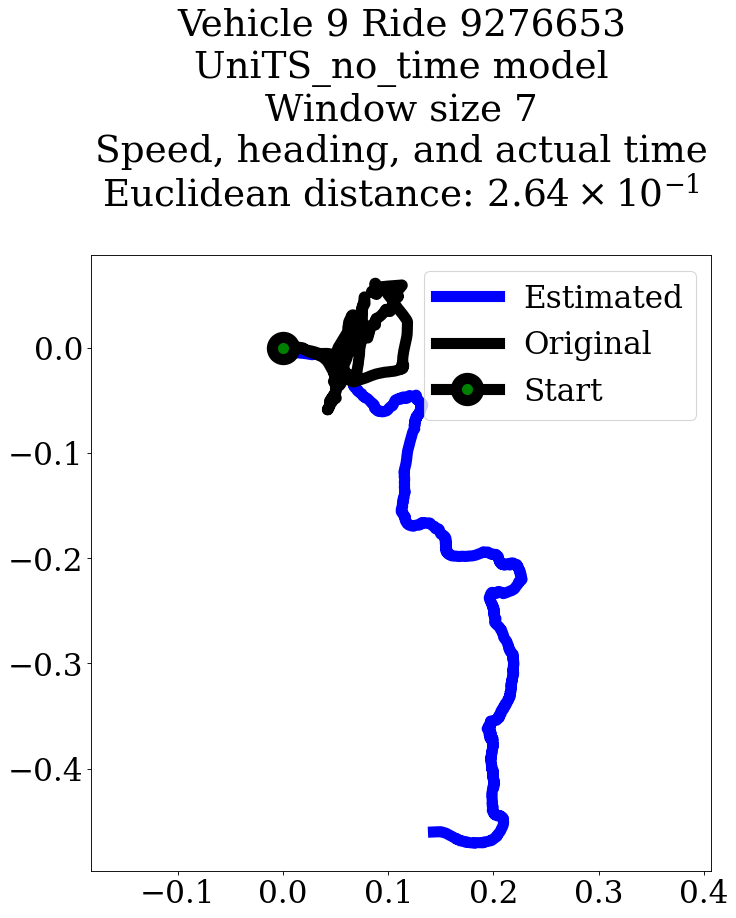 Vehicle 9 Ride 9276653
UniTS_no_time model
Window size 7
Speed, heading, and actual time
Euclidean distance: 2.64 × 10⁻¹
Estimated
Original
Start
0.0
−0.1
−0.2
−0.3
−0.4
−0.1 0.0 0.1 0.2 0.3 0.4